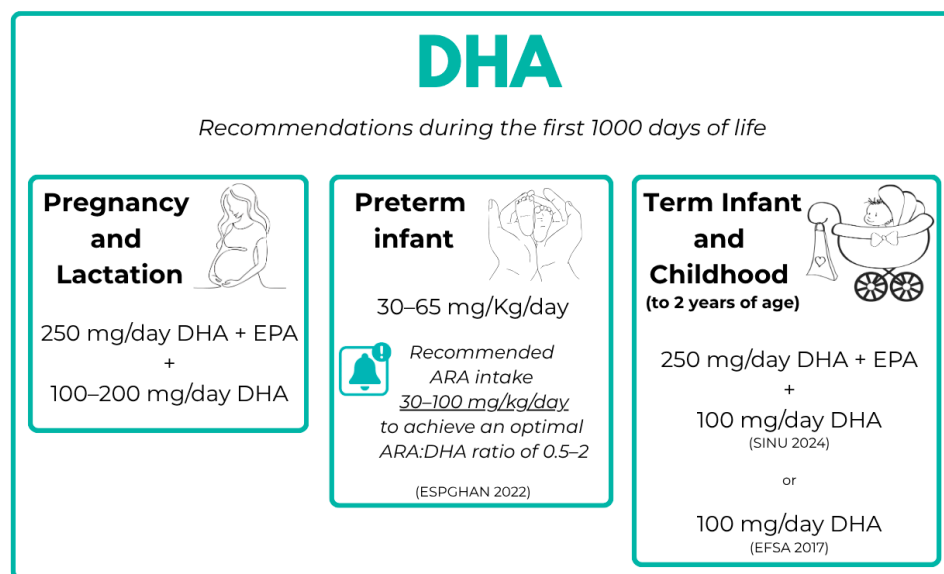 DHA
Recommendations during the first 1000 days of life
Pregnancy
and
Lactation
250 mg/day DHA + EPA
+
100–200 mg/day DHA
Preterm
infant
30–65 mg/Kg/day
!
Recommended
ARA intake
30–100 mg/kg/day
to achieve an optimal
ARA:DHA ratio of 0.5–2
(ESPGHAN 2022)
Term Infant
and
Childhood
(to 2 years of age)
250 mg/day DHA + EPA
+
100 mg/day DHA
(SINU 2024)
or
100 mg/day DHA
(EFSA 2017)